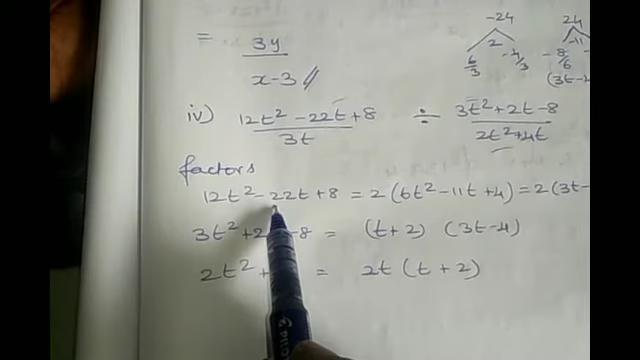 = 3y
x-3 //
-24
2
6/3 -4/3
24
-11
-8/6
(3t-4
iv) 12t² -22t +8 / 3t ÷ 3t² +2t -8 / 2t² +4t
factors
12t² -22t +8 = 2 (6t² -11t +4) = 2 (3t-
3t² +2 -8 = (t+2) (3t-4)
2t² + = 2t (t+2)